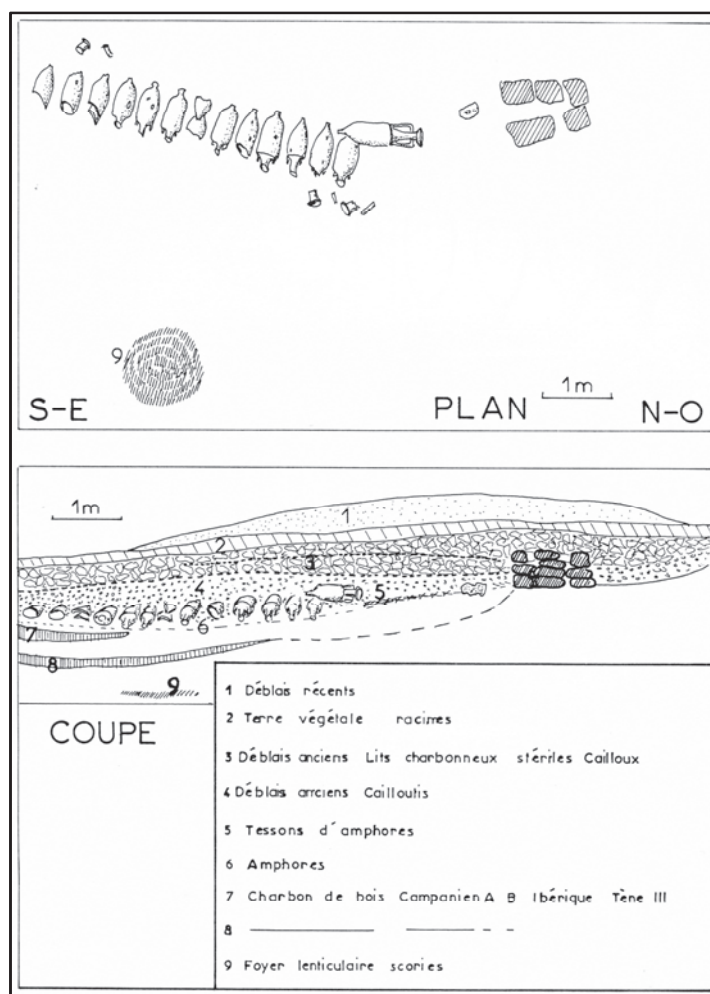 9
1m
S-E PLAN N-O
1m
1
2
3
4
5
6
7
8
9
COUPE
1 Déblais récents
2 Terre végétale racines
3 Déblais anciens Lits charbonneux stériles Cailloux
4 Déblais anciens Cailloutis
5 Tessons d'amphores
6 Amphores
7 Charbon de bois Campanien A B Ibérique Tène III
8 ———— ——— – –
9 Foyer lenticulaire scories